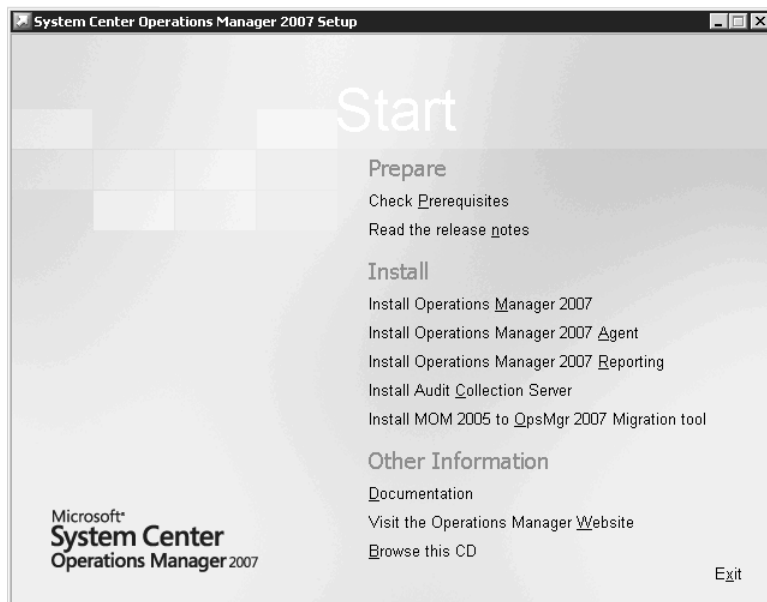 System Center Operations Manager 2007 Setup
Start
Prepare
Check Prerequisites
Read the release notes
Install
Install Operations Manager 2007
Install Operations Manager 2007 Agent
Install Operations Manager 2007 Reporting
Install Audit Collection Server
Install MOM 2005 to OpsMgr 2007 Migration tool
Other Information
Documentation
Visit the Operations Manager Website
Browse this CD
Microsoft
System Center
Operations Manager 2007
Exit